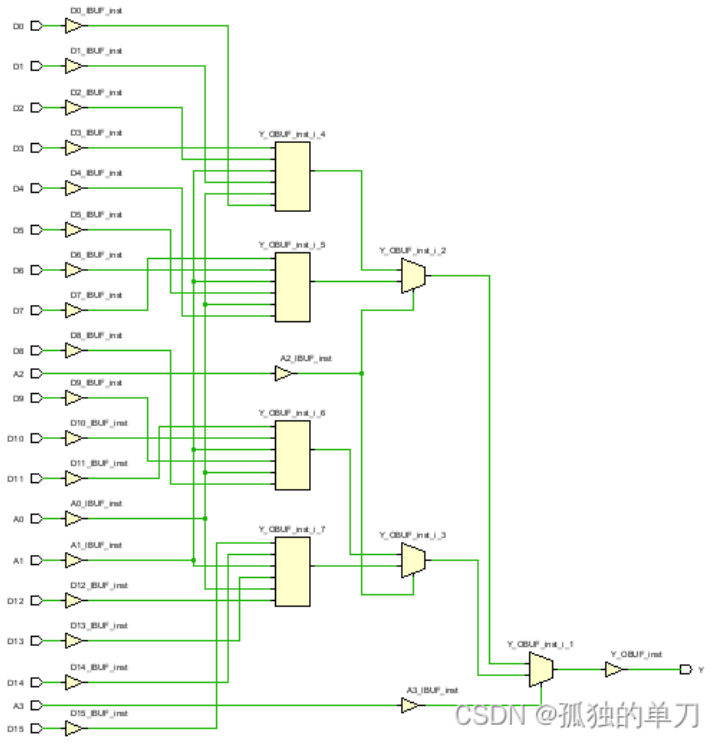 D0 D0_IBUF_inst
D1 D1_IBUF_inst
D2 D2_IBUF_inst
D3 D3_IBUF_inst Y_OBUF_inst_i_4
D4 D4_IBUF_inst
D5 D5_IBUF_inst
D6 D6_IBUF_inst Y_OBUF_inst_i_5 Y_OBUF_inst_i_2
D7 D7_IBUF_inst
D8 D8_IBUF_inst
A2 A2_IBUF_inst
D9 D9_IBUF_inst
D10 D10_IBUF_inst Y_OBUF_inst_i_6
D11 D11_IBUF_inst
A0 A0_IBUF_inst
A1 A1_IBUF_inst Y_OBUF_inst_i_7 Y_OBUF_inst_i_3
D12 D12_IBUF_inst
D13 D13_IBUF_inst
D14 D14_IBUF_inst Y_OBUF_inst_i_1 Y_OBUF_inst Y
A3 A3_IBUF_inst
D15 D15_IBUF_inst
CSDN @孤独的单刀